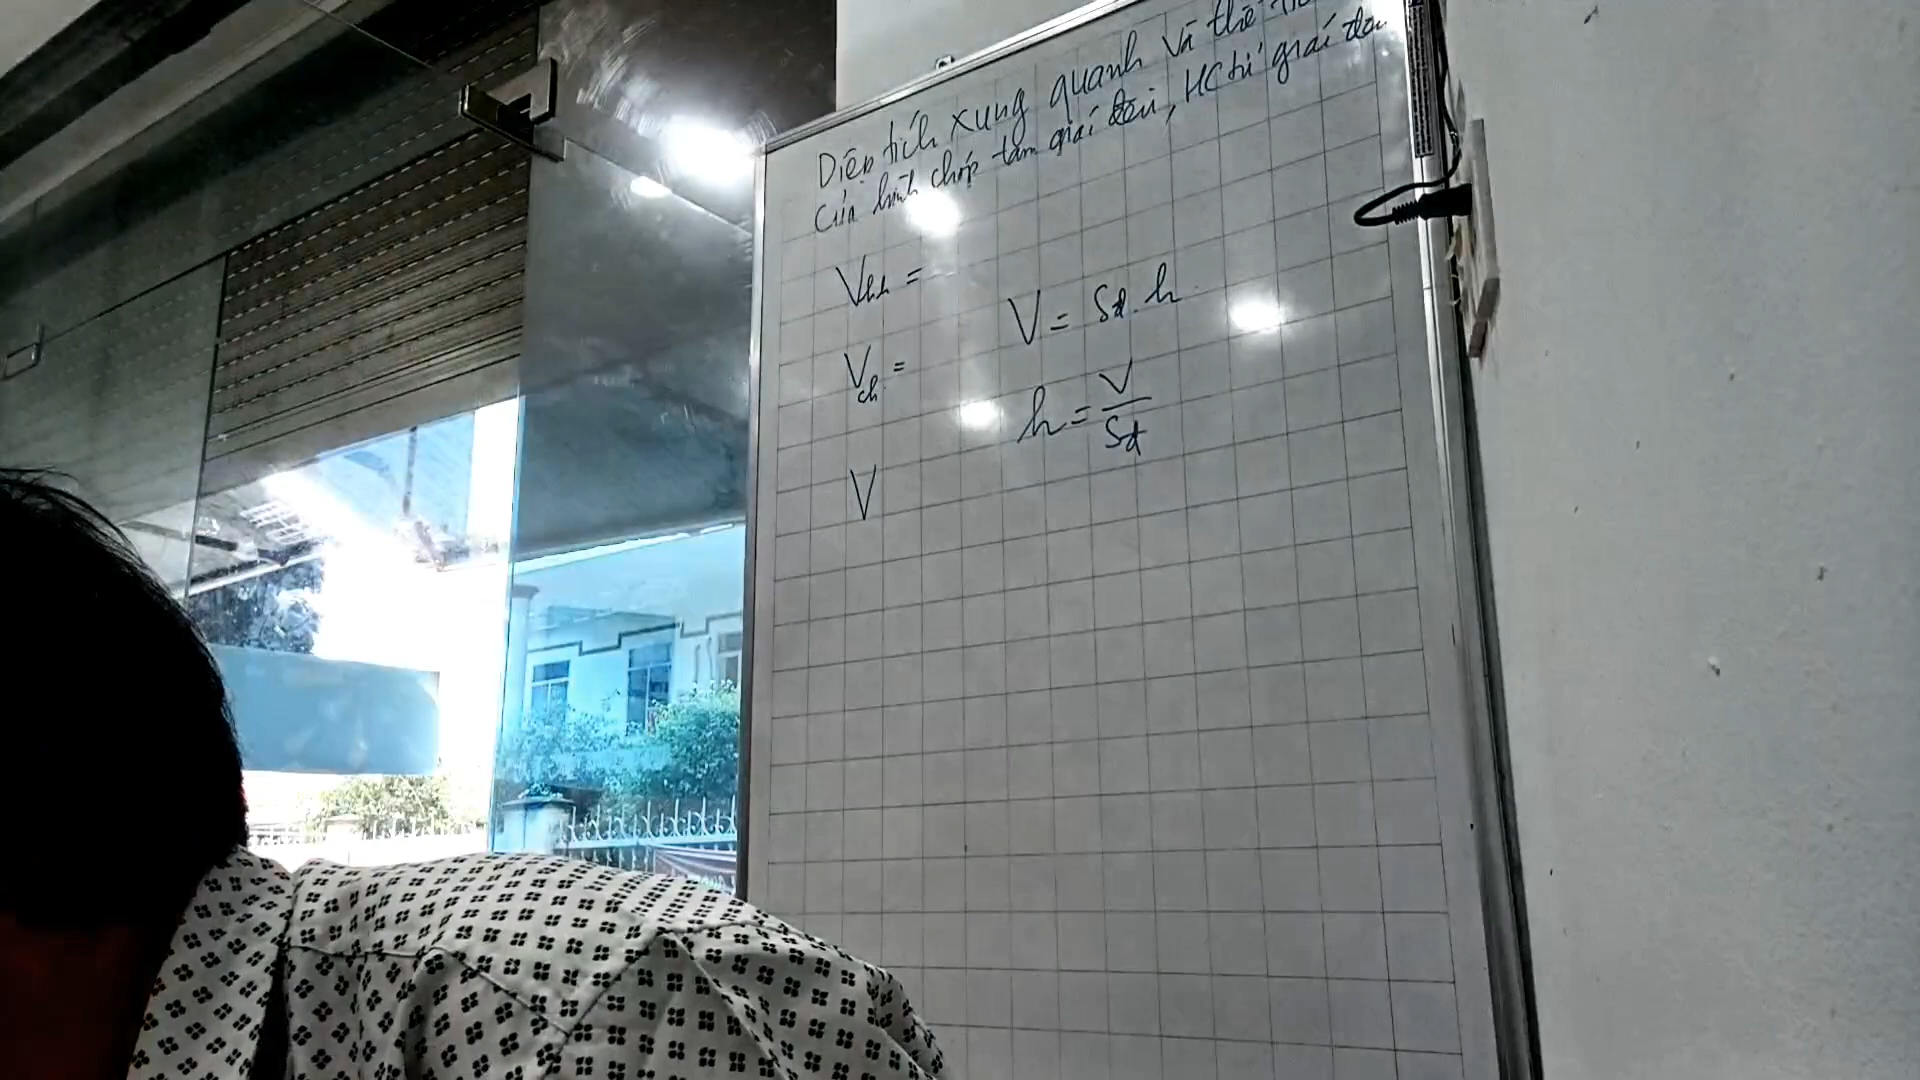 Diện tích xung quanh và thể
của hình chóp tam giác đều, HC tứ giác đều
Vhh =
V = Sđ. h
Vch =
h = V/Sđ
V